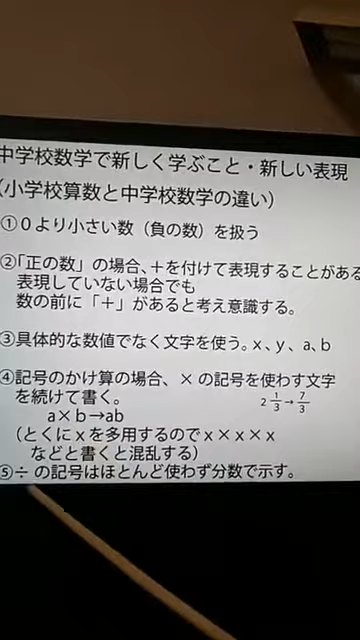 中学校数学で新しく学ぶこと・新しい表現
(小学校算数と中学校数学の違い)
①０より小さい数（負の数）を扱う
②「正の数」の場合、＋を付けて表現することがある
表現していない場合でも
数の前に「＋」があると考え意識する。
③具体的な数値でなく文字を使う。x、y、a、b
④記号のかけ算の場合、×の記号を使わず文字
を続けて書く。
2 1/3 → 7/3
a×b→ab
（とくにxを多用するのでx×x×x
などと書くと混乱する）
⑤÷の記号はほとんど使わず分数で示す。